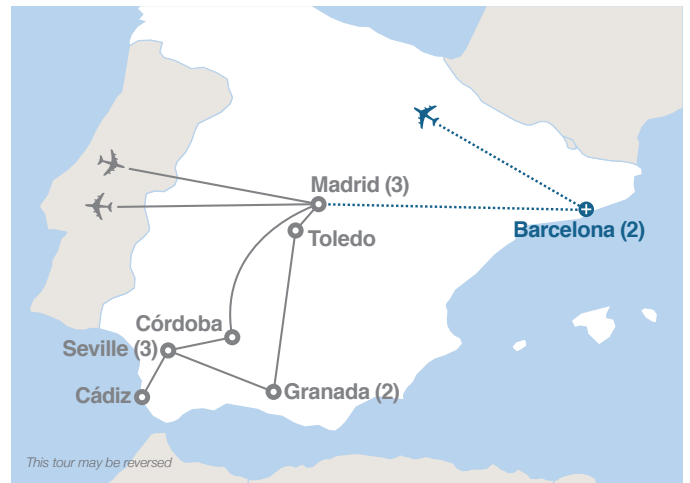 Madrid (3)
Barcelona (2)
Toledo
Córdoba
Seville (3)
Granada (2)
Cádiz
This tour may be reversed